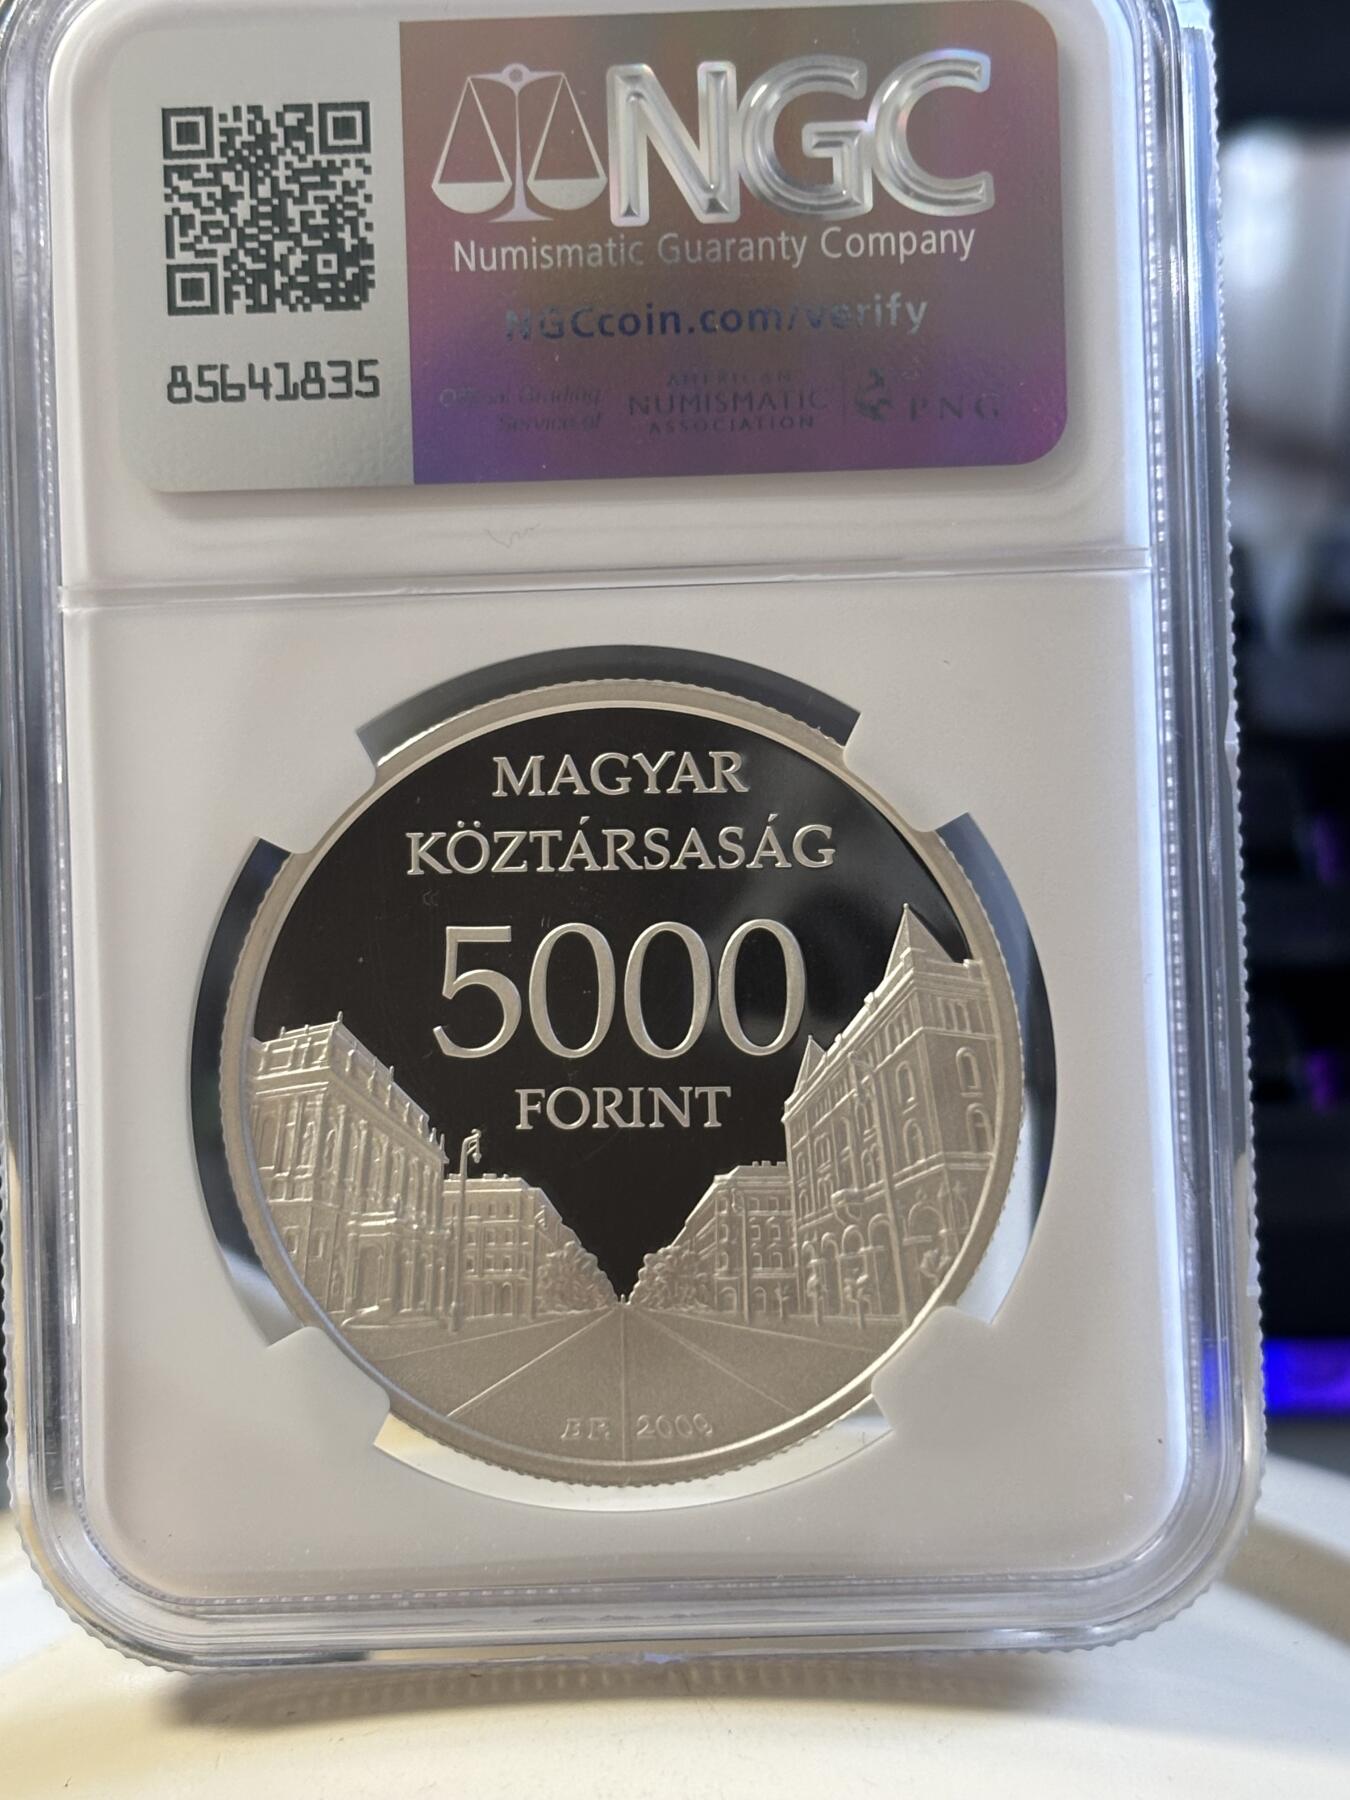 NGC
Numismatic Guaranty Company
NGCcoin.com/verify
85641835
Official Grading
Service of
AMERICAN
NUMISMATIC
ASSOCIATION
PNG
MAGYAR
KÖZTÁRSASÁG
5000
FORINT
BP. 2009